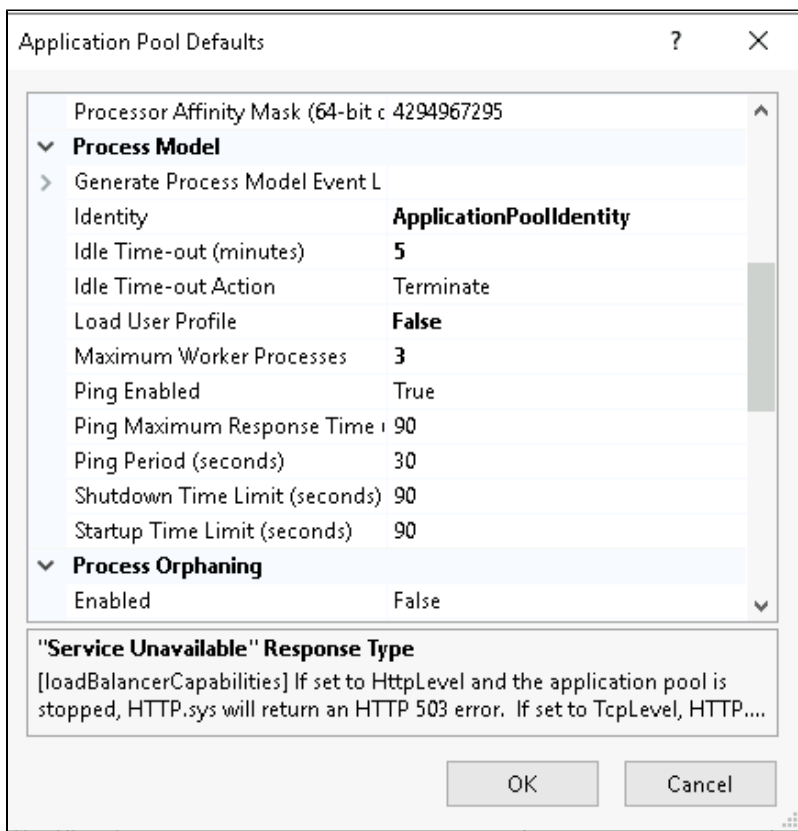 Application Pool Defaults ? ×
Processor Affinity Mask (64-bit c 4294967295
Process Model
Generate Process Model Event L
Identity ApplicationPoolIdentity
Idle Time-out (minutes) 5
Idle Time-out Action Terminate
Load User Profile False
Maximum Worker Processes 3
Ping Enabled True
Ping Maximum Response Time ( 90
Ping Period (seconds) 30
Shutdown Time Limit (seconds) 90
Startup Time Limit (seconds) 90
Process Orphaning
Enabled False
"Service Unavailable" Response Type
[loadBalancerCapabilities] If set to HttpLevel and the application pool is
stopped, HTTP.sys will return an HTTP 503 error. If set to TcpLevel, HTTP....
OK Cancel